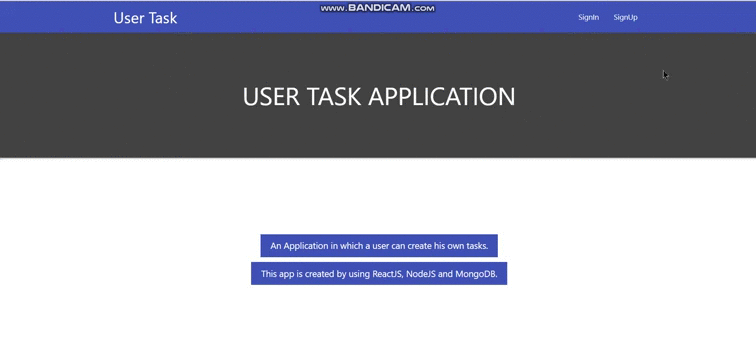 www.BANDICAM.com
User Task
SignIn SignUp
USER TASK APPLICATION
An Application in which a user can create his own tasks.
This app is created by using ReactJS, NodeJS and MongoDB.